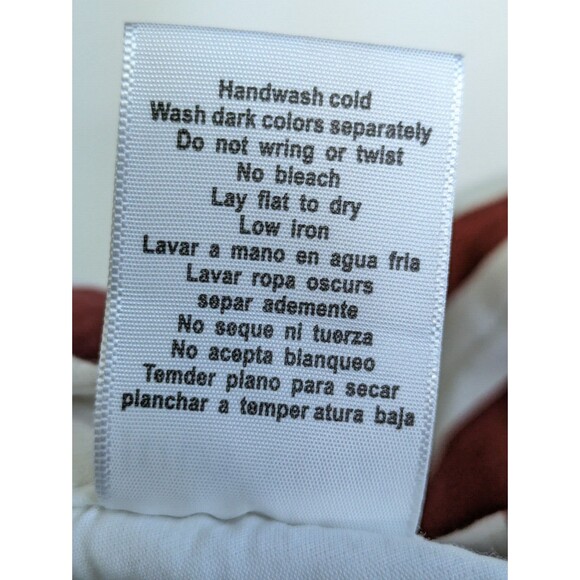 Handwash cold
Wash dark colors separately
Do not wring or twist
No bleach
Lay flat to dry
Low iron
Lavar a mano en agua fria
Lavar ropa oscurs
separ ademente
No seque ni tuerza
No acepta blanqueo
Temder plano para secar
planchar a temper atura baja